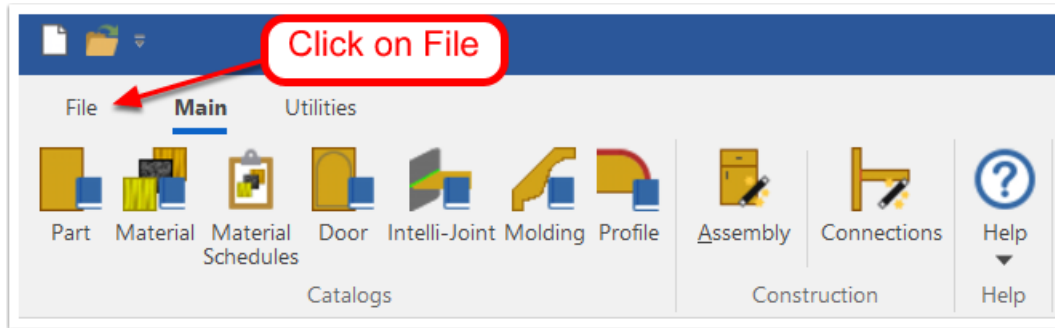 Click on File
File Main Utilities
Part Material Material Schedules Door Intelli-Joint Molding Profile Assembly Connections Help
Catalogs Construction Help